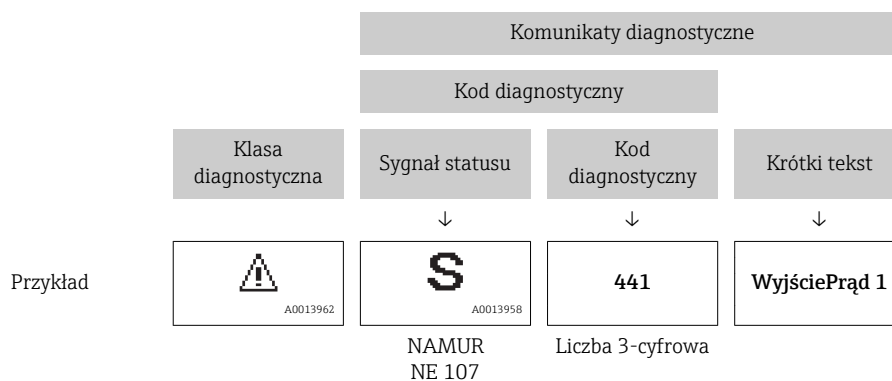 Komunikaty diagnostyczne
Kod diagnostyczny
Klasa
diagnostyczna
Sygnał statusu
Kod
diagnostyczny
Krótki tekst
↓ ↓ ↓
Przykład
A0013962
S
A0013958
441
WyjściePrąd 1
NAMUR
NE 107
Liczba 3-cyfrowa